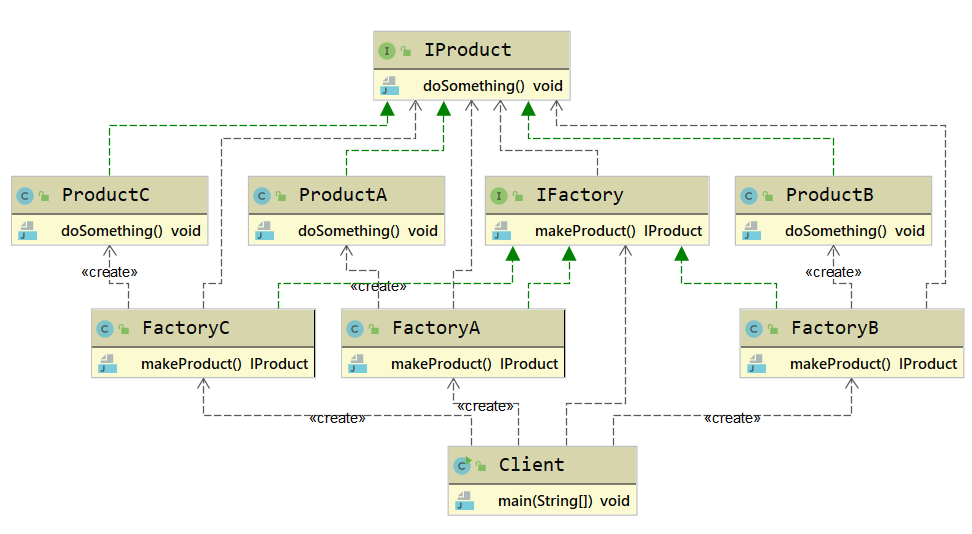 I IProduct
J doSomething() void
C ProductC
J doSomething() void
C ProductA
J doSomething() void
I IFactory
J makeProduct() IProduct
C ProductB
J doSomething() void
«create»
«create»
«create»
C FactoryC
J makeProduct() IProduct
C FactoryA
J makeProduct() IProduct
C FactoryB
J makeProduct() IProduct
«create»
«create»
«create»
C Client
J main(String[]) void